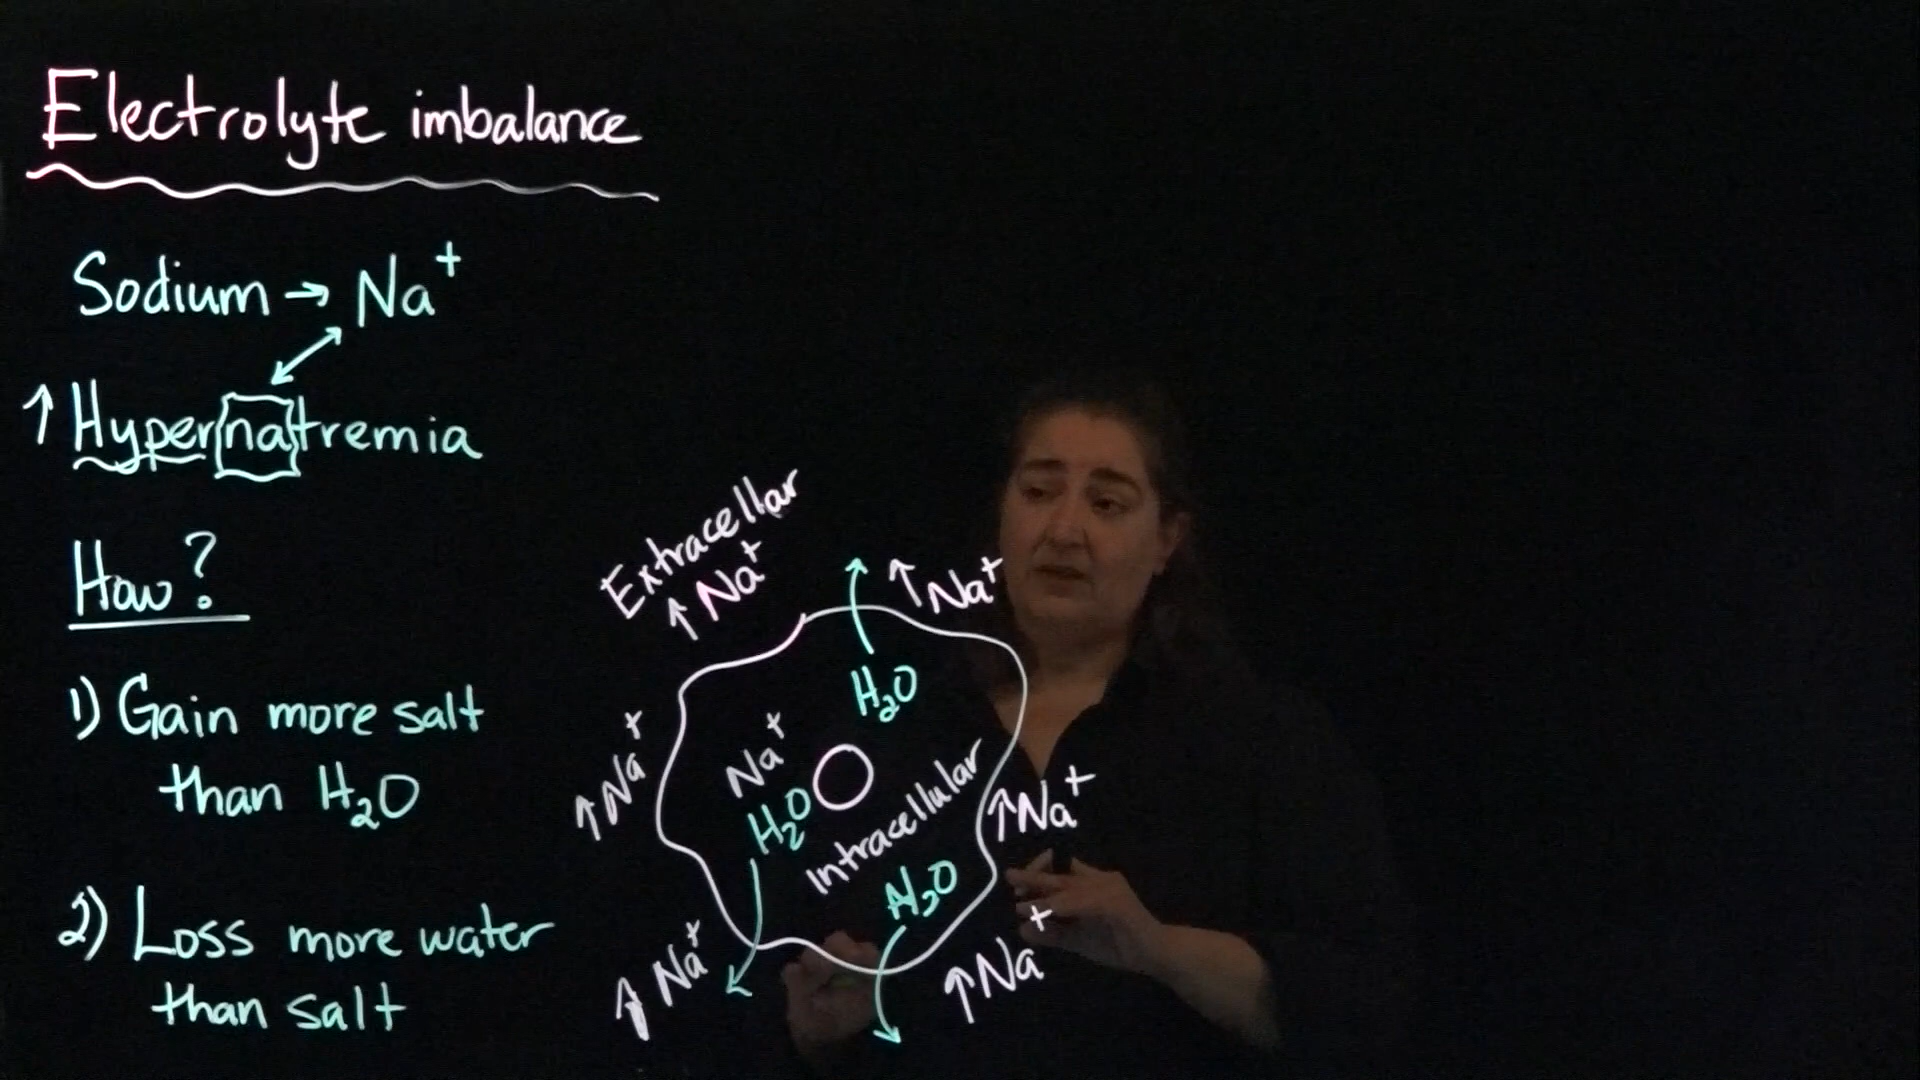 Electrolyte imbalance
Sodium → Na+
↑ Hypernatremia
How?
1) Gain more salt
than H2O
2) Loss more water
than salt
Extracellar
↑ Na+
↑ Na+
H2O
↑ Na+
Na+
H2O
Intracellular
↑ Na+
H2O
↑ Na+
↑ Na+